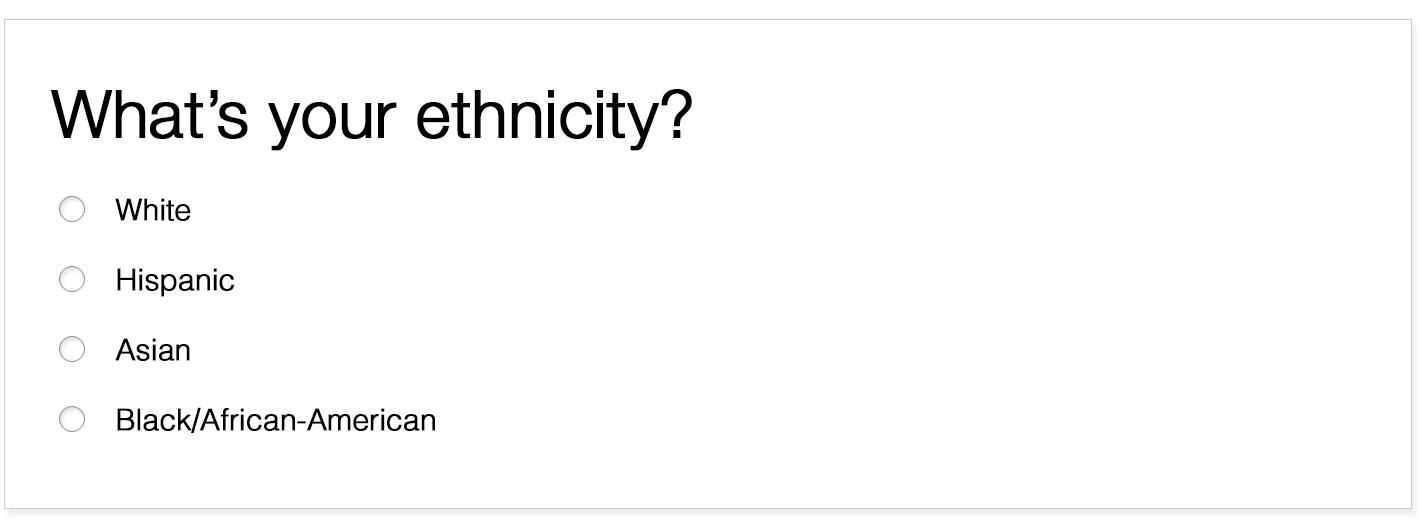 What’s your ethnicity?
White
Hispanic
Asian
Black/African-American